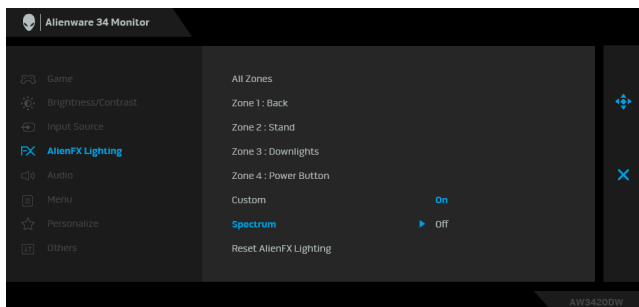 Alienware 34 Monitor
Game
Brightness/Contrast
Input Source
AlienFX Lighting
Audio
Menu
Personalize
Others
All Zones
Zone 1 : Back
Zone 2 : Stand
Zone 3 : Downlights
Zone 4 : Power Button
Custom On
Spectrum Off
Reset AlienFX Lighting
AW3420DW